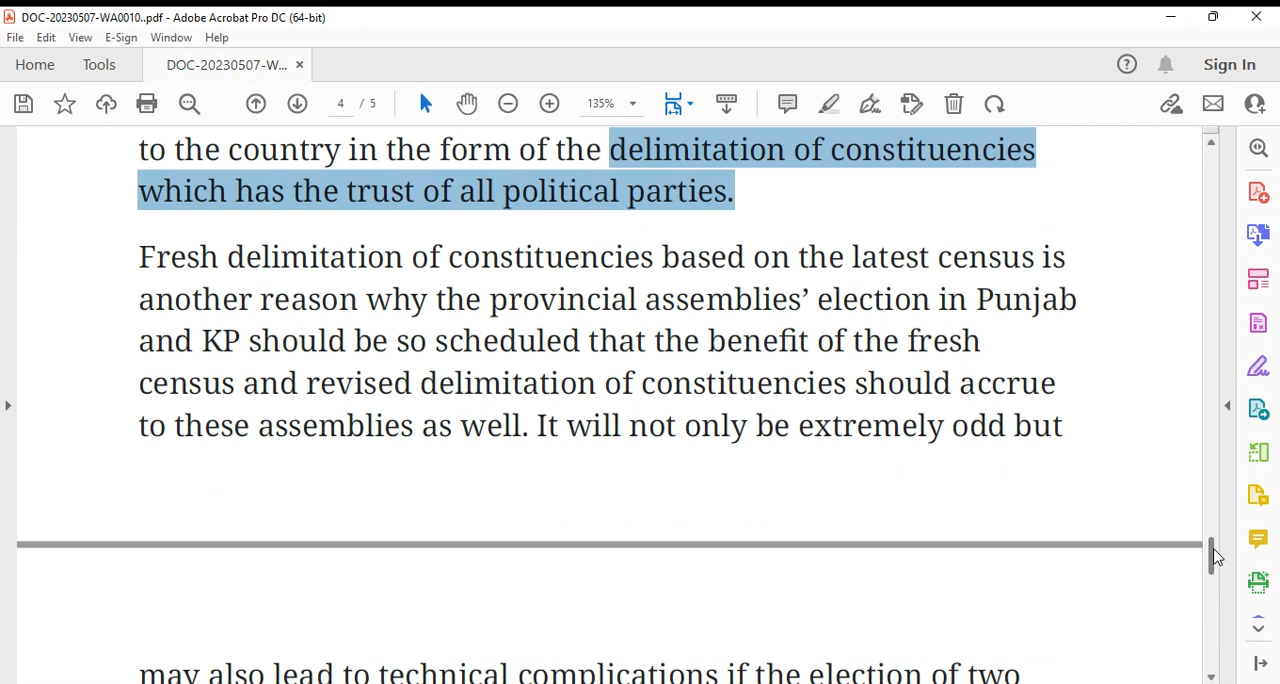 DOC-20230507-WA0010..pdf - Adobe Acrobat Pro DC (64-bit)
File Edit View E-Sign Window Help
Home Tools DOC-20230507-W... × Sign In
4 / 5 135%
to the country in the form of the delimitation of constituencies
which has the trust of all political parties.
Fresh delimitation of constituencies based on the latest census is
another reason why the provincial assemblies’ election in Punjab
and KP should be so scheduled that the benefit of the fresh
census and revised delimitation of constituencies should accrue
to these assemblies as well. It will not only be extremely odd but
may also lead to technical complications if the election of two